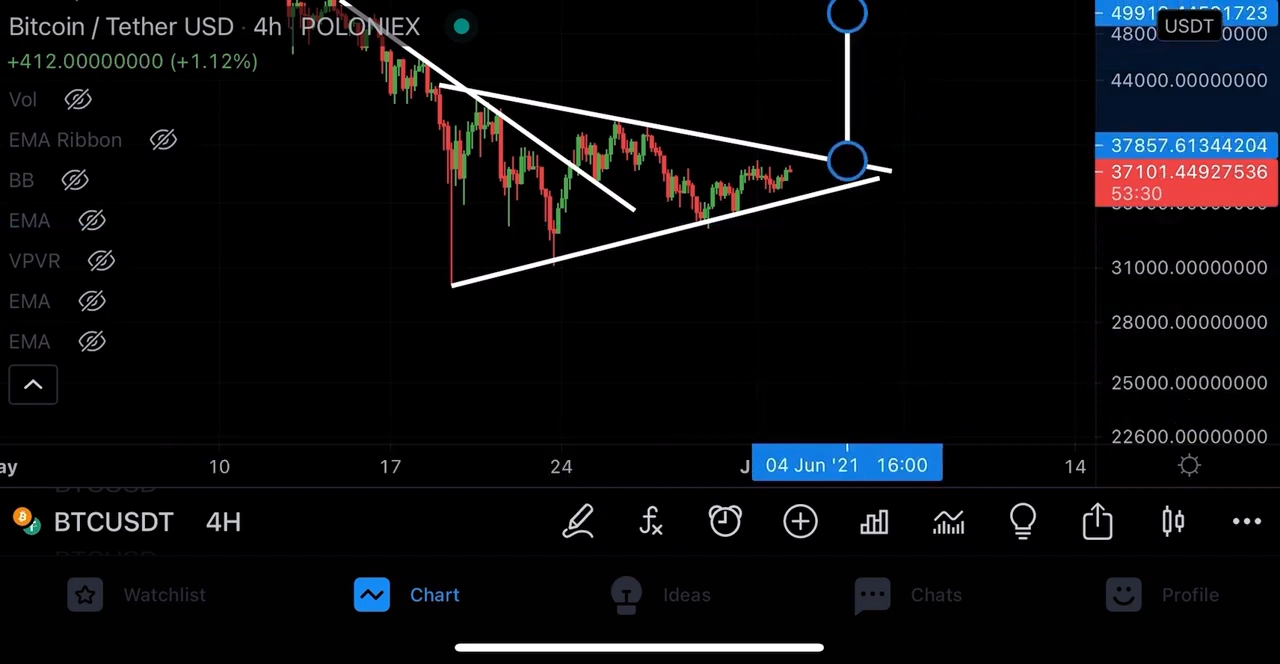 Bitcoin / Tether USD · 4h · POLONIEX
+412.00000000 (+1.12%)
Vol
EMA Ribbon
BB
EMA
VPVR
EMA
EMA
USDT
44000.00000000
37857.61344204
37101.44927536
53:30
31000.00000000
28000.00000000
25000.00000000
22600.00000000
10
17
24
04 Jun '21 16:00
14
BTCUSDT 4H
Watchlist
Chart
Ideas
Chats
Profile